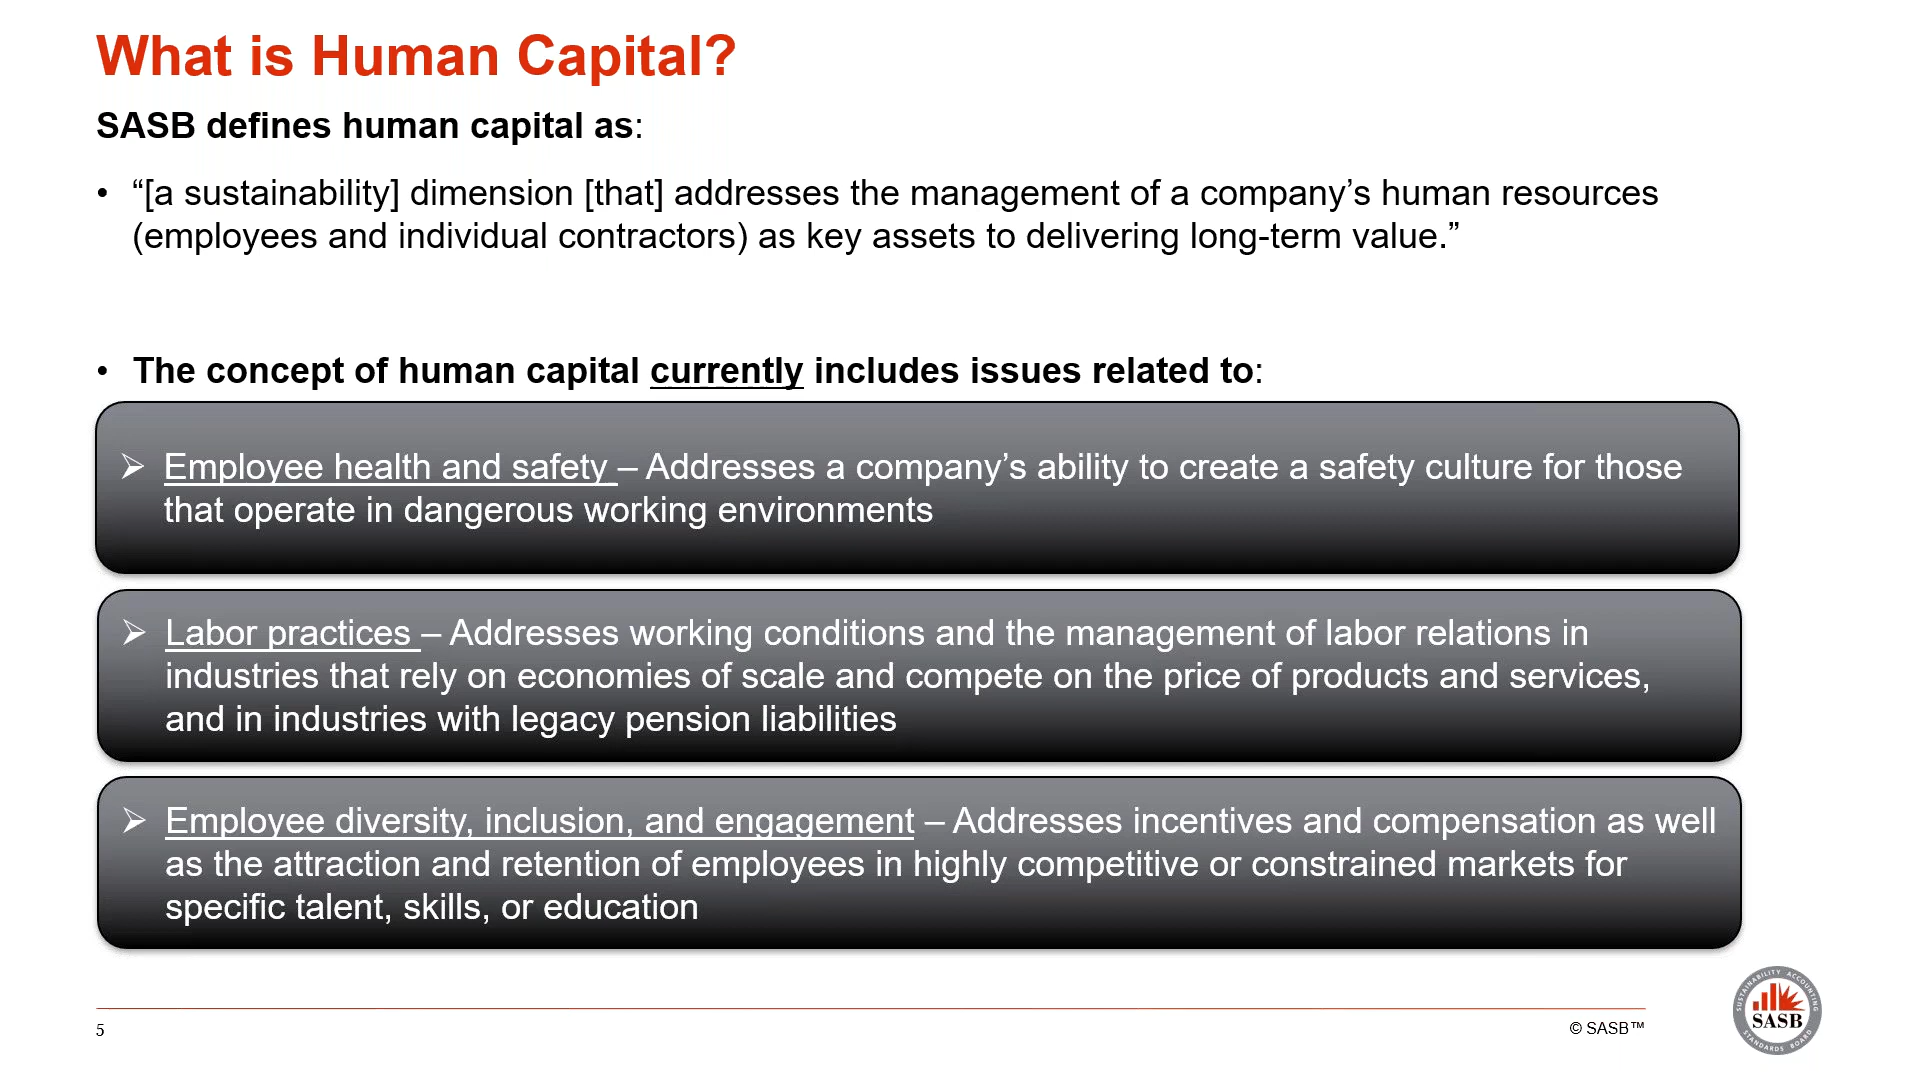 What is Human Capital?
SASB defines human capital as:
• “[a sustainability] dimension [that] addresses the management of a company’s human resources
(employees and individual contractors) as key assets to delivering long-term value.”
• The concept of human capital currently includes issues related to:
➢ Employee health and safety – Addresses a company’s ability to create a safety culture for those
that operate in dangerous working environments
➢ Labor practices – Addresses working conditions and the management of labor relations in
industries that rely on economies of scale and compete on the price of products and services,
and in industries with legacy pension liabilities
➢ Employee diversity, inclusion, and engagement – Addresses incentives and compensation as well
as the attraction and retention of employees in highly competitive or constrained markets for
specific talent, skills, or education
5
© SASB™
SUSTAINABILITY ACCOUNTING
SASB
STANDARDS BOARD